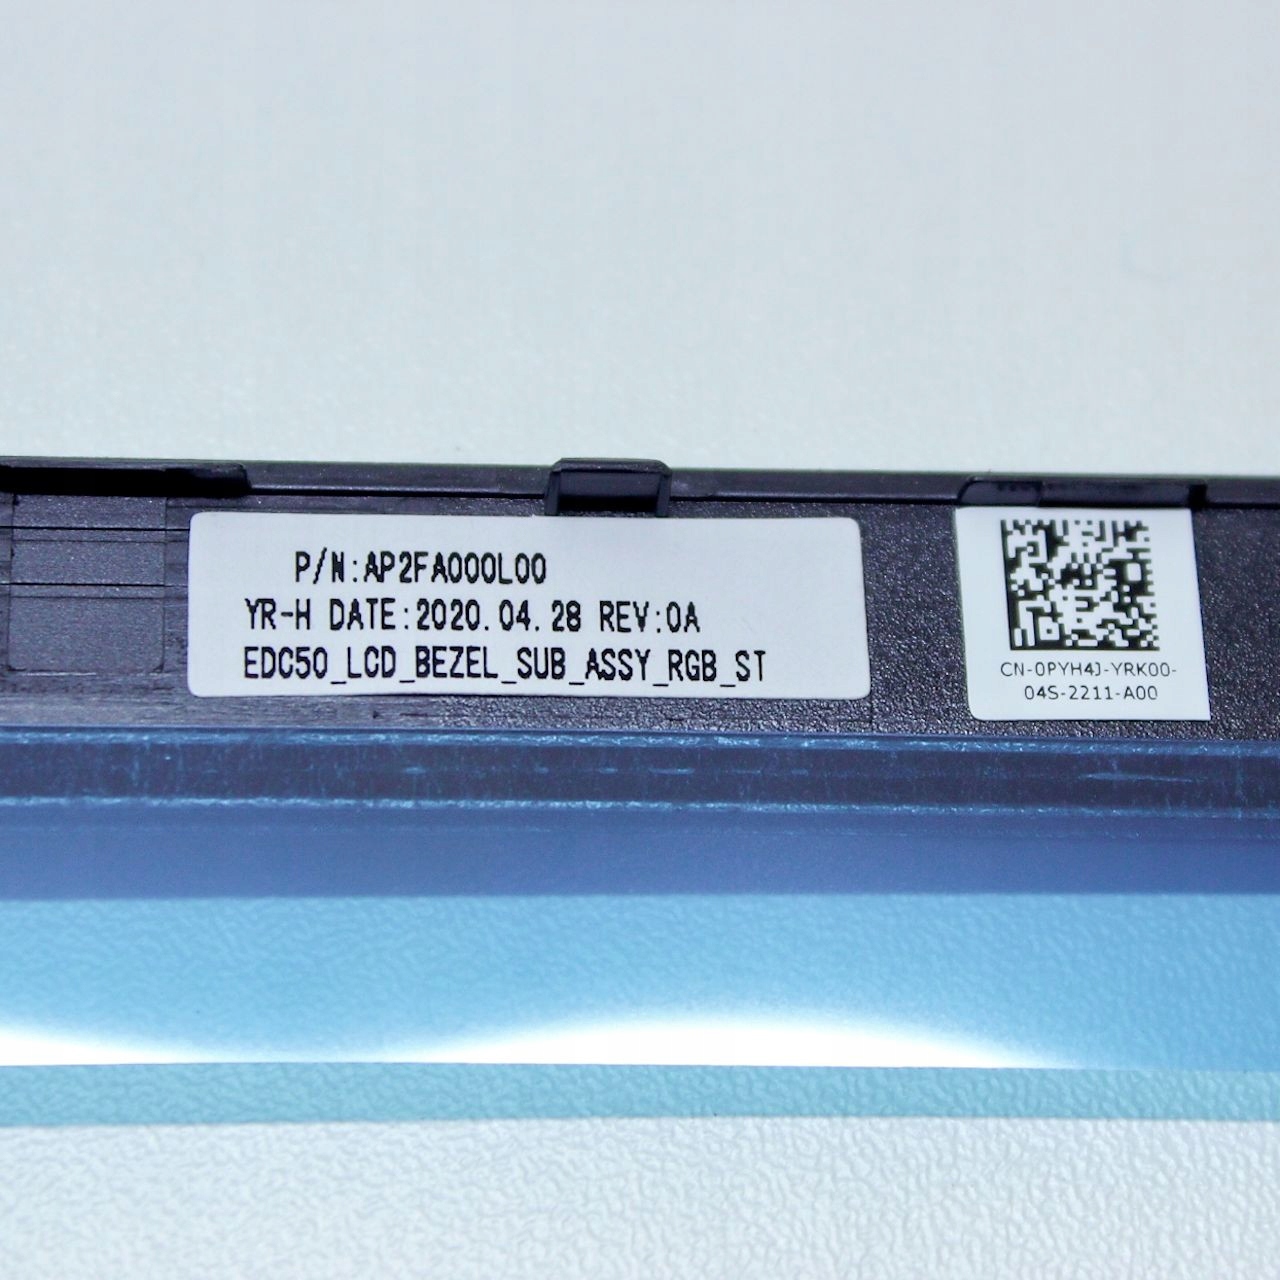 P/N:AP2FA000L00
YR-H DATE:2020.04.28 REV:0A
EDC50_LCD_BEZEL_SUB_ASSY_RGB_ST
CN-0PYH4J-YRK00-
04S-2211-A00